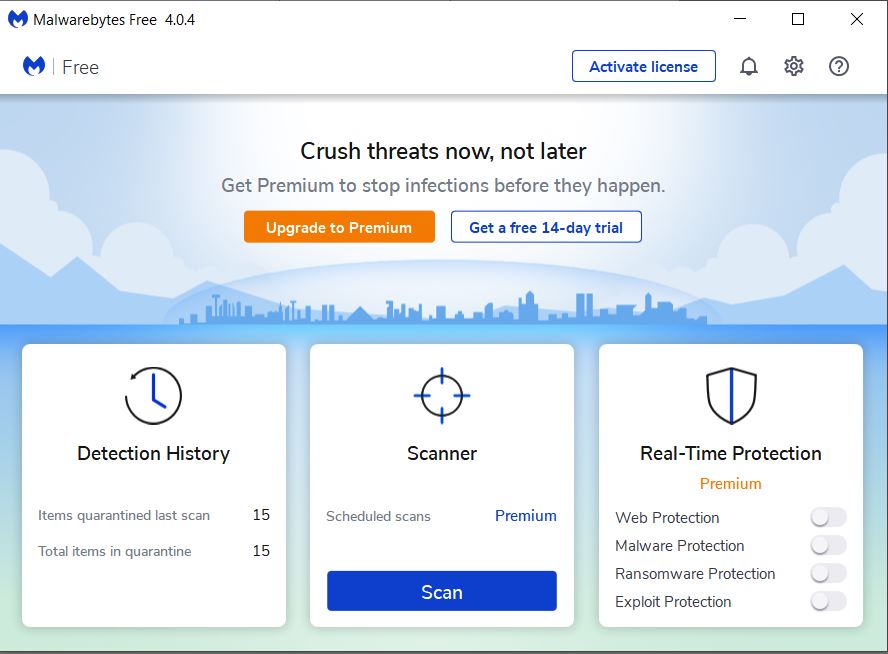 Malwarebytes Free 4.0.4
Free
Activate license
Crush threats now, not later
Get Premium to stop infections before they happen.
Upgrade to Premium
Get a free 14-day trial
Detection History
Items quarantined last scan 15
Total items in quarantine 15
Scanner
Scheduled scans Premium
Scan
Real-Time Protection
Premium
Web Protection
Malware Protection
Ransomware Protection
Exploit Protection